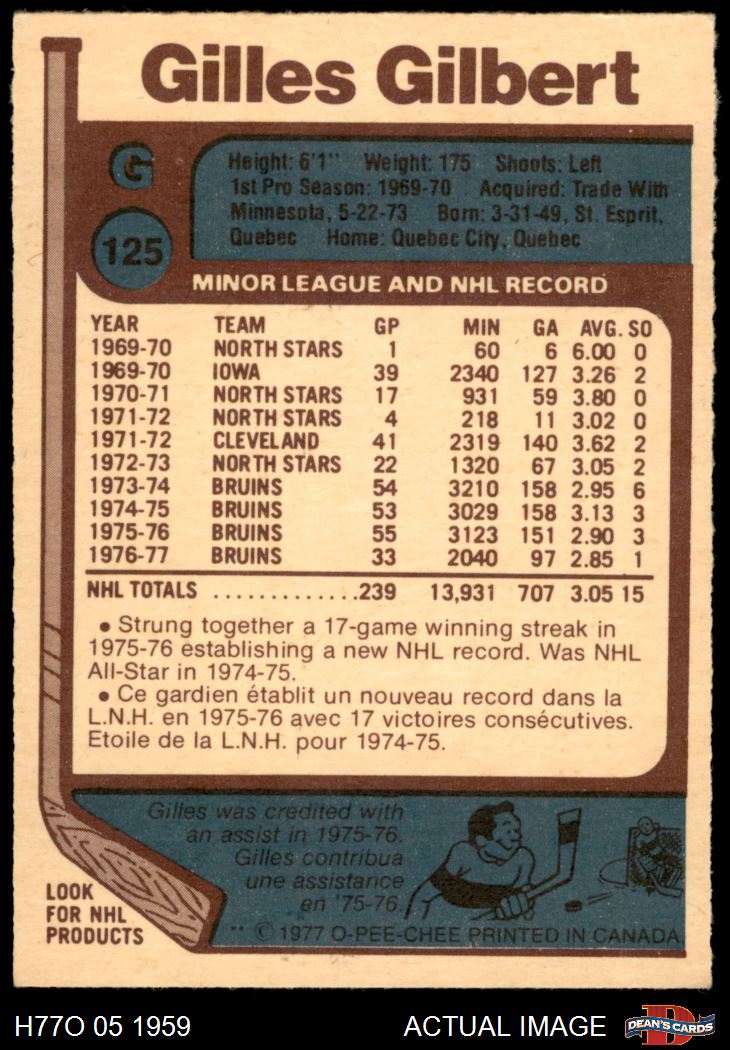 Gilles Gilbert
G
125
Height: 6'1" Weight: 175 Shoots: Left
1st Pro Season: 1969-70 Acquired: Trade With
Minnesota, 5-22-73 Born: 3-31-49, St. Esprit,
Quebec Home: Quebec City, Quebec
MINOR LEAGUE AND NHL RECORD
YEAR TEAM GP MIN GA AVG. SO
1969-70 NORTH STARS 1 60 6 6.00 0
1969-70 IOWA 39 2340 127 3.26 2
1970-71 NORTH STARS 17 931 59 3.80 0
1971-72 NORTH STARS 4 218 11 3.02 0
1971-72 CLEVELAND 41 2319 140 3.62 2
1972-73 NORTH STARS 22 1320 67 3.05 2
1973-74 BRUINS 54 3210 158 2.95 6
1974-75 BRUINS 53 3029 158 3.13 3
1975-76 BRUINS 55 3123 151 2.90 3
1976-77 BRUINS 33 2040 97 2.85 1
NHL TOTALS .............239 13,931 707 3.05 15
• Strung together a 17-game winning streak in
1975-76 establishing a new NHL record. Was NHL
All-Star in 1974-75.
• Ce gardien établit un nouveau record dans la
L.N.H. en 1975-76 avec 17 victoires consécutives.
Etoile de la L.N.H. pour 1974-75.
Gilles was credited with
an assist in 1975-76.
Gilles contribua
une assistance
en '75-76.
LOOK
FOR NHL
PRODUCTS
** © 1977 O-PEE-CHEE PRINTED IN CANADA
H77O 05 1959 ACTUAL IMAGE
D
DEAN'S CARDS